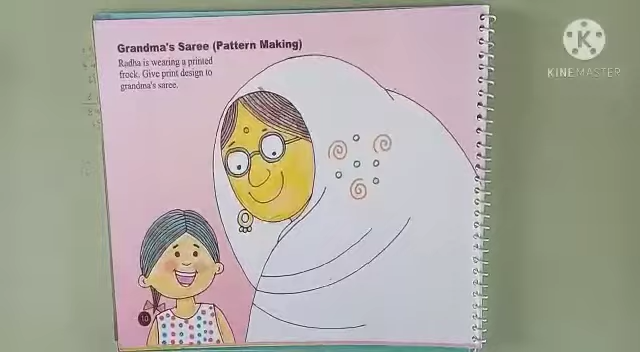 Grandma's Saree (Pattern Making)
Radha is wearing a printed
frock. Give print design to
grandma's saree.
10
K
KINEMASTER